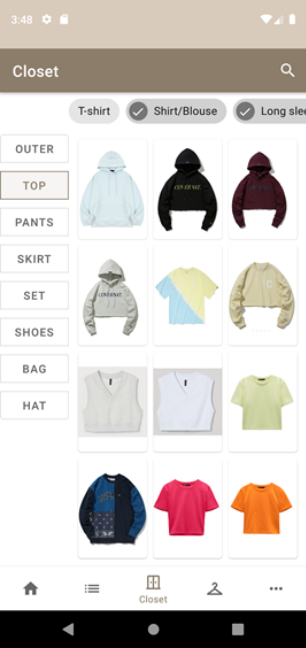 3:48
Closet
T-shirt
Shirt/Blouse
Long slee
OUTER
TOP
PANTS
SKIRT
SET
SHOES
BAG
HAT
Closet